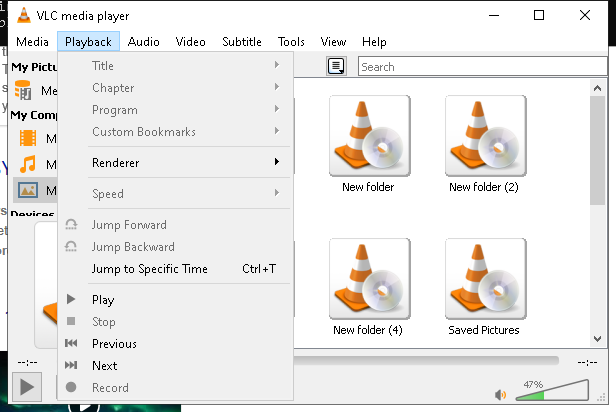 VLC media player
Media Playback Audio Video Subtitle Tools View Help
My Pictu
Me
My Comp
M
M
M
Devices
Title
Chapter
Program
Custom Bookmarks
Renderer
Speed
Jump Forward
Jump Backward
Jump to Specific Time Ctrl+T
Play
Stop
Previous
Next
Record
Search
New folder
New folder (2)
New folder (4)
Saved Pictures
--:--
--:--
47%